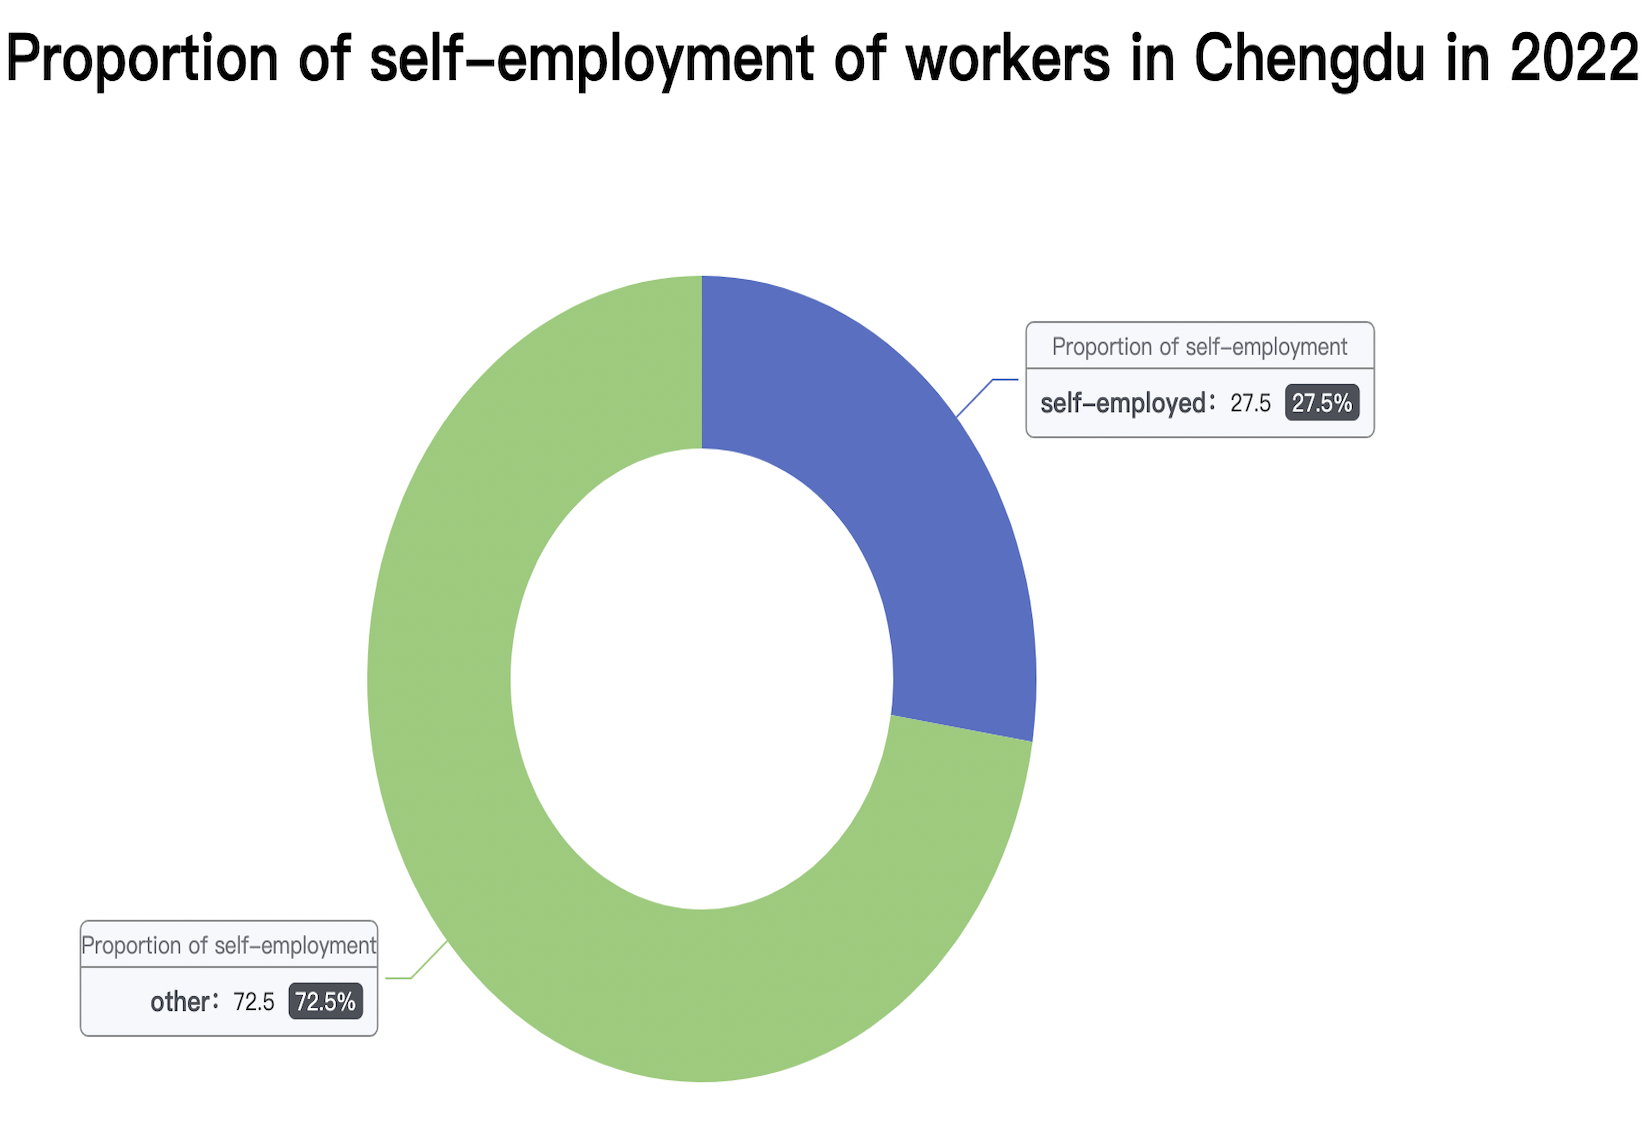 Proportion of self-employment of workers in Chengdu in 2022
Proportion of self-employment
self-employed: 27.5 27.5%
Proportion of self-employment
other: 72.5 72.5%